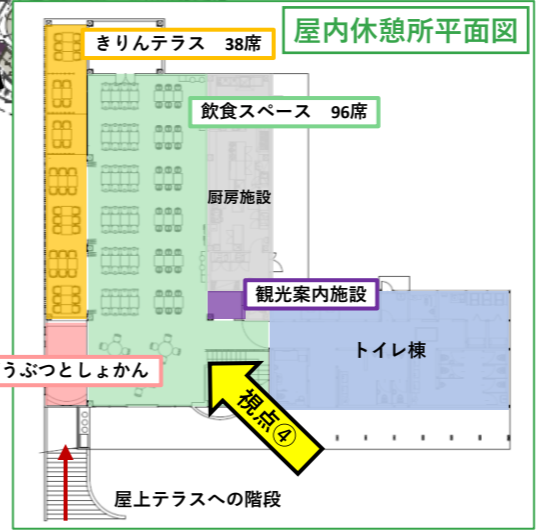 屋内休憩所平面図
きりんテラス 38席
飲食スペース 96席
厨房施設
観光案内施設
トイレ棟
うぶつとしょかん
視点④
屋上テラスへの階段